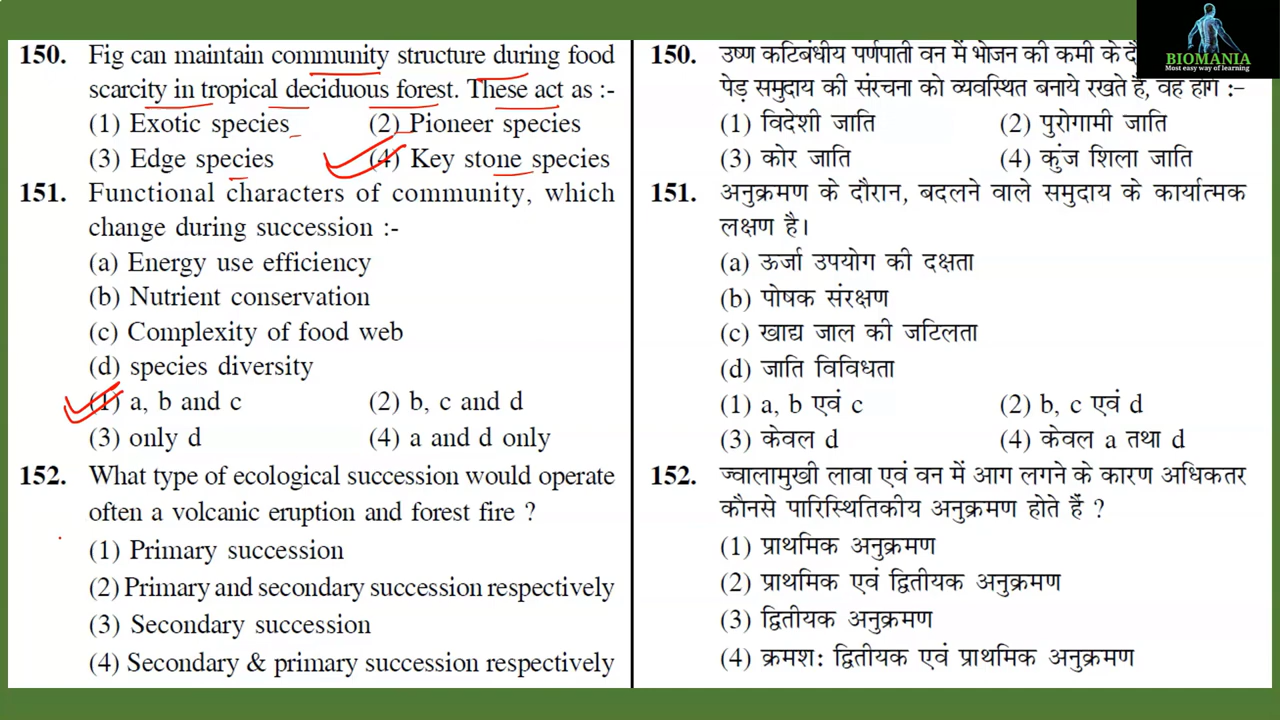 BIOMANIA
Most easy way of learning
150. Fig can maintain community structure during food
scarcity in tropical deciduous forest. These act as :-
(1) Exotic species (2) Pioneer species
(3) Edge species (4) Key stone species
151. Functional characters of community, which
change during succession :-
(a) Energy use efficiency
(b) Nutrient conservation
(c) Complexity of food web
(d) species diversity
(1) a, b and c (2) b, c and d
(3) only d (4) a and d only
152. What type of ecological succession would operate
often a volcanic eruption and forest fire ?
(1) Primary succession
(2) Primary and secondary succession respectively
(3) Secondary succession
(4) Secondary & primary succession respectively
150. उष्ण कटिबंधीय पर्णपाती वन में भोजन की कमी के
पेड़ समुदाय की संरचना को व्यवस्थित बनाये रखते है, वह होंगे :-
(1) विदेशी जाति (2) पुरोगामी जाति
(3) कोर जाति (4) कुंज शिला जाति
151. अनुक्रमण के दौरान, बदलने वाले समुदाय के कार्यात्मक
लक्षण है।
(a) ऊर्जा उपयोग की दक्षता
(b) पोषक संरक्षण
(c) खाद्य जाल की जटिलता
(d) जाति विविधता
(1) a, b एवं c (2) b, c एवं d
(3) केवल d (4) केवल a तथा d
152. ज्वालामुखी लावा एवं वन में आग लगने के कारण अधिकतर
कौनसे पारिस्थितिकीय अनुक्रमण होते हैं ?
(1) प्राथमिक अनुक्रमण
(2) प्राथमिक एवं द्वितीयक अनुक्रमण
(3) द्वितीयक अनुक्रमण
(4) क्रमश: द्वितीयक एवं प्राथमिक अनुक्रमण